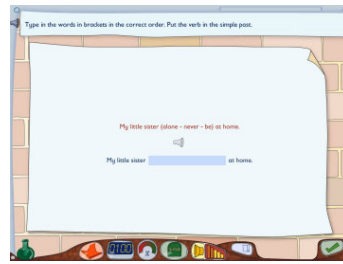 Type in the words in brackets in the correct order. Put the verb in the simple past.
My little sister (alone - never - be) at home.
My little sister at home.
0100